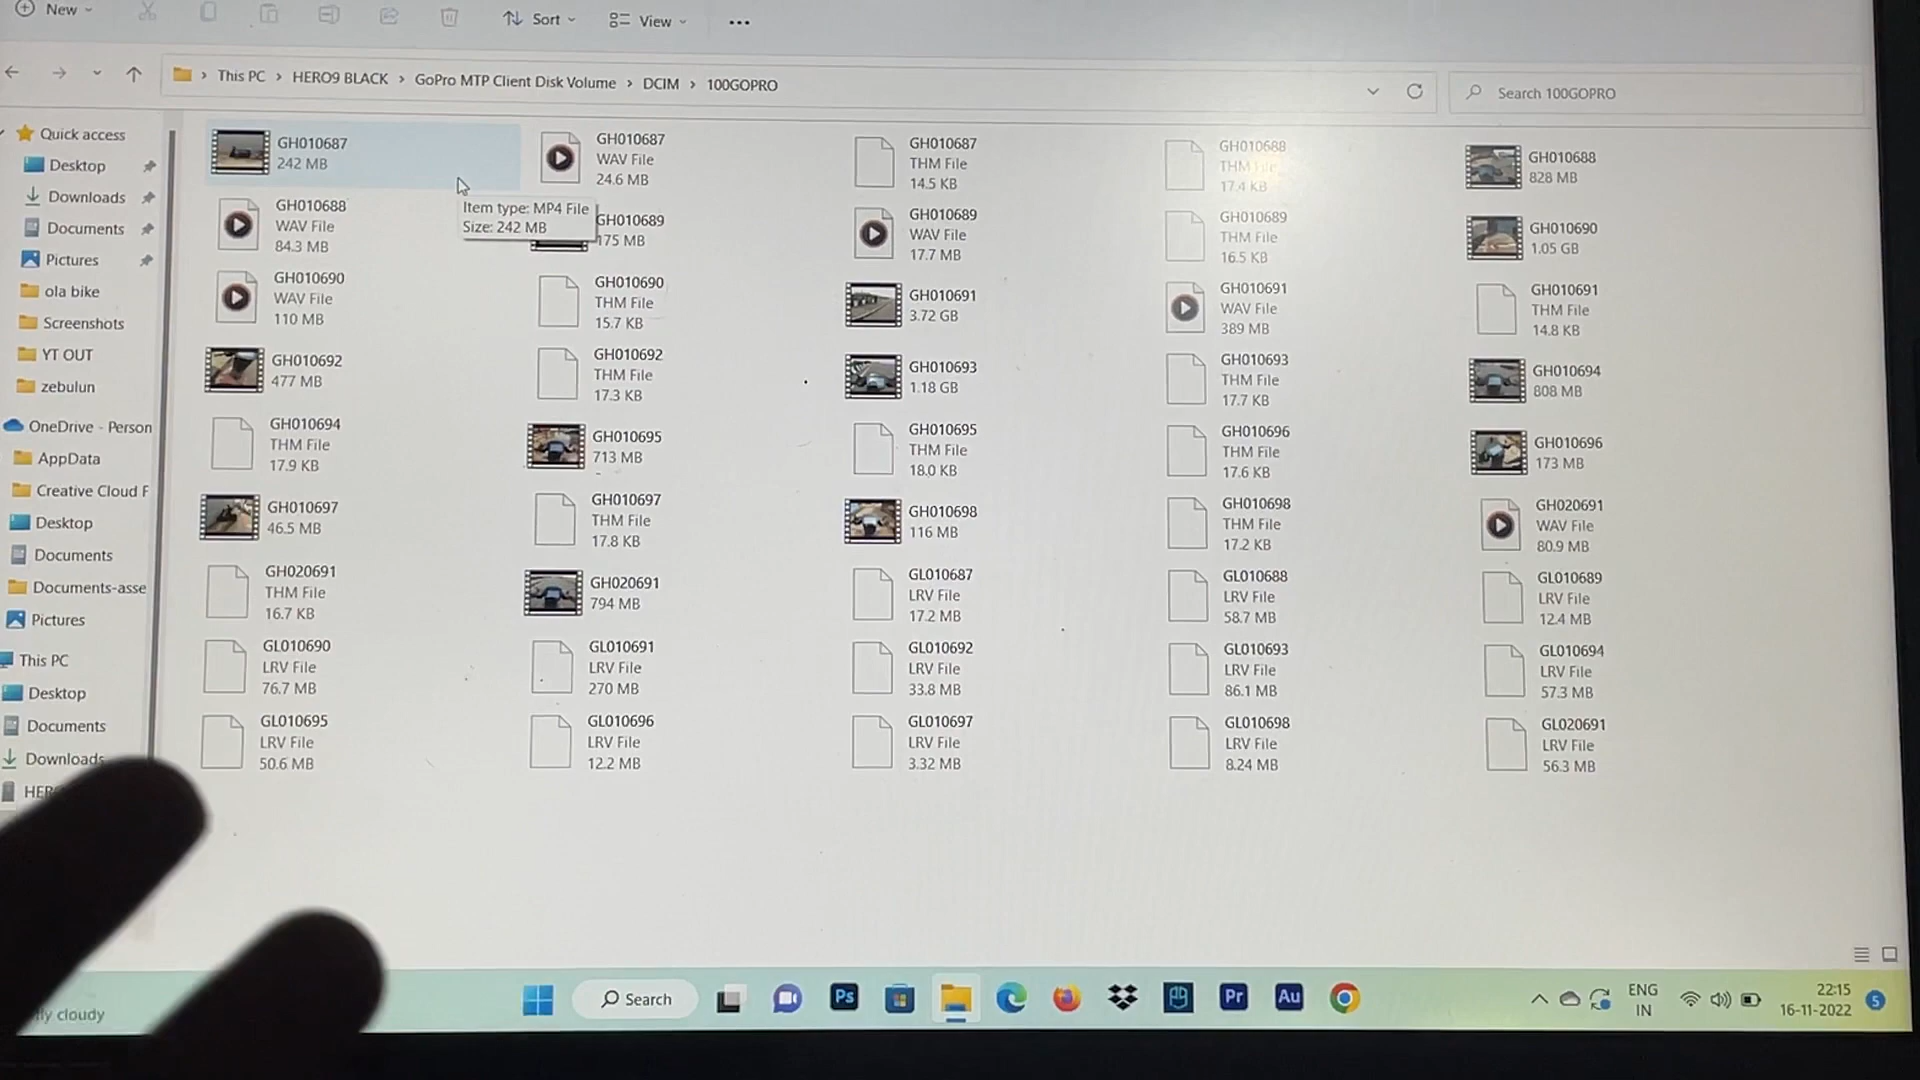 New
Sort
View
This PC > HERO9 BLACK > GoPro MTP Client Disk Volume > DCIM > 100GOPRO
Search 100GOPRO
Quick access
Desktop
Downloads
Documents
Pictures
ola bike
Screenshots
YT OUT
zebulun
OneDrive - Person
AppData
Creative Cloud F
Desktop
Documents
Documents-asse
Pictures
This PC
Desktop
Documents
Downloads
GH010687
242 MB
GH010687
WAV File
24.6 MB
GH010687
THM File
14.5 KB
GH010688
THM File
17.4 KB
GH010688
828 MB
Item type: MP4 File
Size: 242 MB
GH010688
WAV File
84.3 MB
GH010689
175 MB
GH010689
WAV File
17.7 MB
GH010689
THM File
16.5 KB
GH010690
1.05 GB
GH010690
WAV File
110 MB
GH010690
THM File
15.7 KB
GH010691
3.72 GB
GH010691
WAV File
389 MB
GH010691
THM File
14.8 KB
GH010692
477 MB
GH010692
THM File
17.3 KB
GH010693
1.18 GB
GH010693
THM File
17.7 KB
GH010694
808 MB
GH010694
THM File
17.9 KB
GH010695
713 MB
GH010695
THM File
18.0 KB
GH010696
THM File
17.6 KB
GH010696
173 MB
GH010697
46.5 MB
GH010697
THM File
17.8 KB
GH010698
116 MB
GH010698
THM File
17.2 KB
GH020691
WAV File
80.9 MB
GH020691
THM File
16.7 KB
GH020691
794 MB
GL010687
LRV File
17.2 MB
GL010688
LRV File
58.7 MB
GL010689
LRV File
12.4 MB
GL010690
LRV File
76.7 MB
GL010691
LRV File
270 MB
GL010692
LRV File
33.8 MB
GL010693
LRV File
86.1 MB
GL010694
LRV File
57.3 MB
GL010695
LRV File
50.6 MB
GL010696
LRV File
12.2 MB
GL010697
LRV File
3.32 MB
GL010698
LRV File
8.24 MB
GL020691
LRV File
56.3 MB
cloudy
Search
Ps
Pr
Au
ENG
IN
22:15
16-11-2022
5